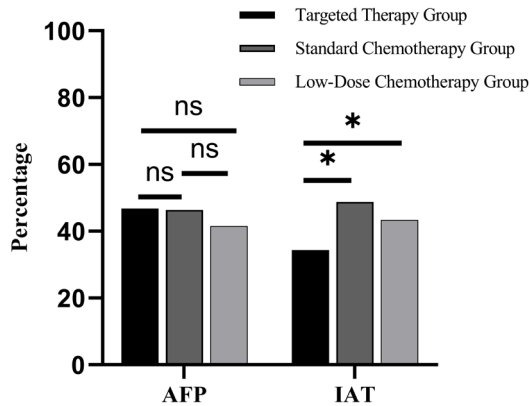 Targeted Therapy Group
Standard Chemotherapy Group
Low-Dose Chemotherapy Group
Percentage
100
80
60
40
20
0
ns
ns
ns
*
*
AFP
IAT